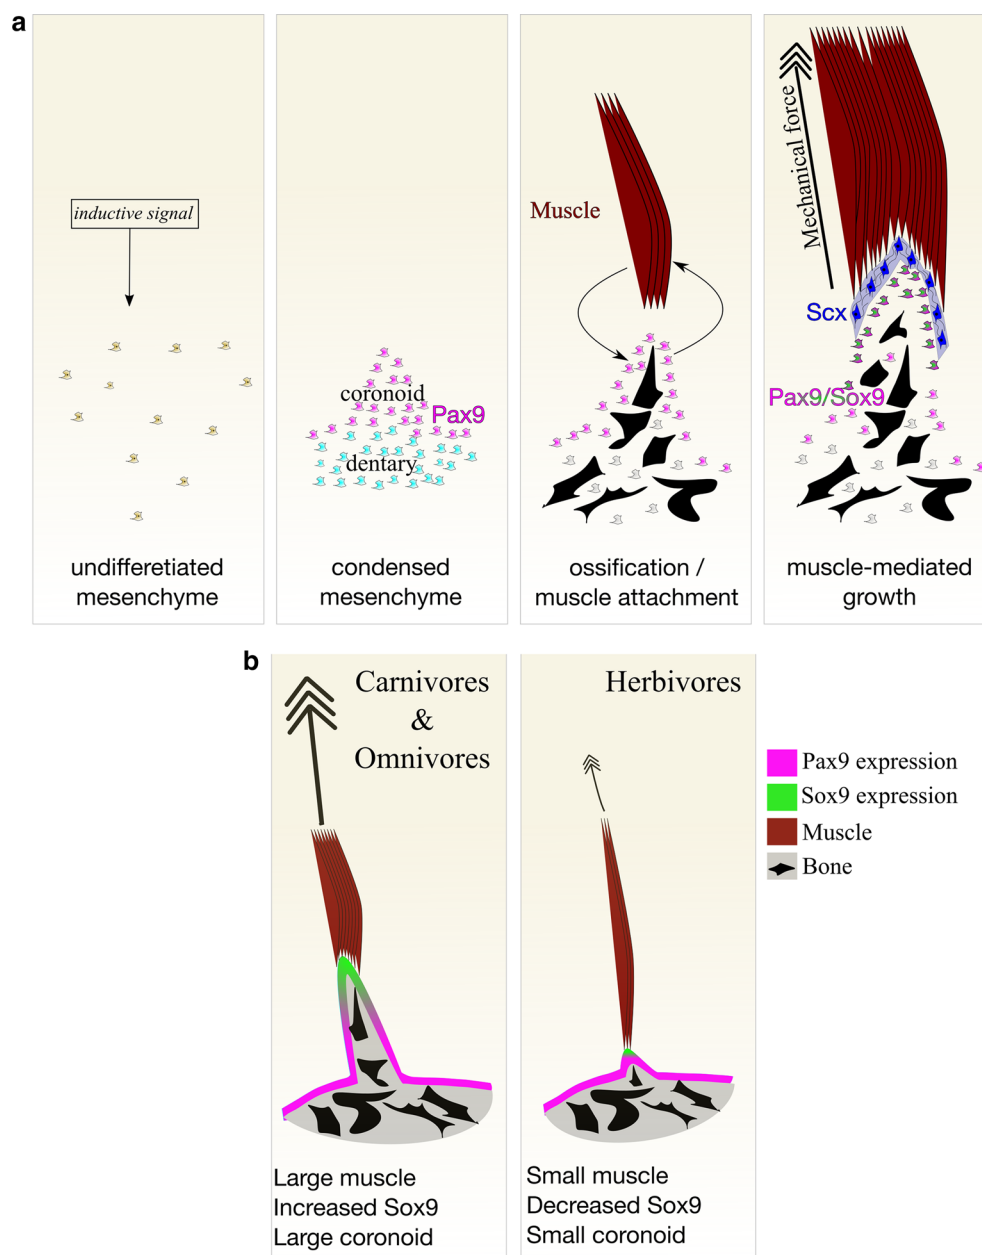 a
inductive signal
undifferetiated
mesenchyme
coronoid
Pax9
dentary
condensed
mesenchyme
Muscle
ossification /
muscle attachment
Mechanical force
Scx
Pax9/Sox9
muscle-mediated
growth
b
Carnivores
&
Omnivores
Large muscle
Increased Sox9
Large coronoid
Herbivores
Small muscle
Decreased Sox9
Small coronoid
Pax9 expression
Sox9 expression
Muscle
Bone